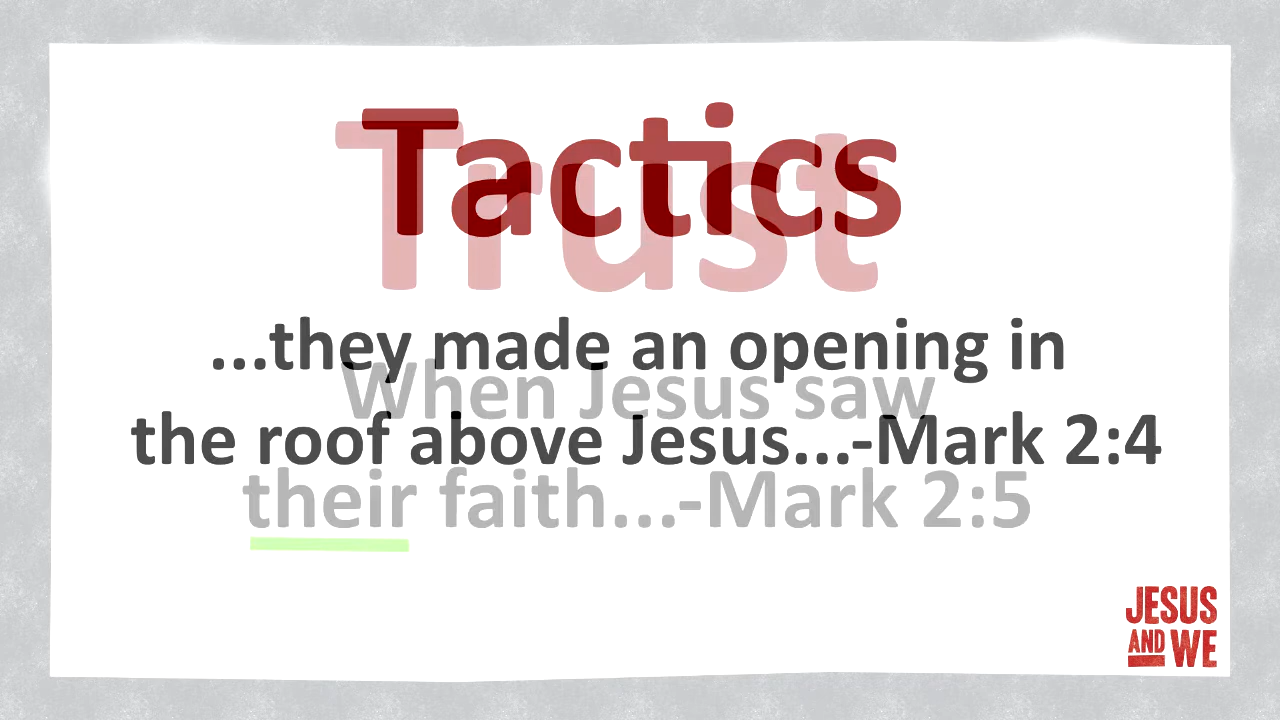 Tactics
Trust
...they made an opening in
When Jesus saw
the roof above Jesus...-Mark 2:4
their faith...-Mark 2:5
JESUS
AND WE